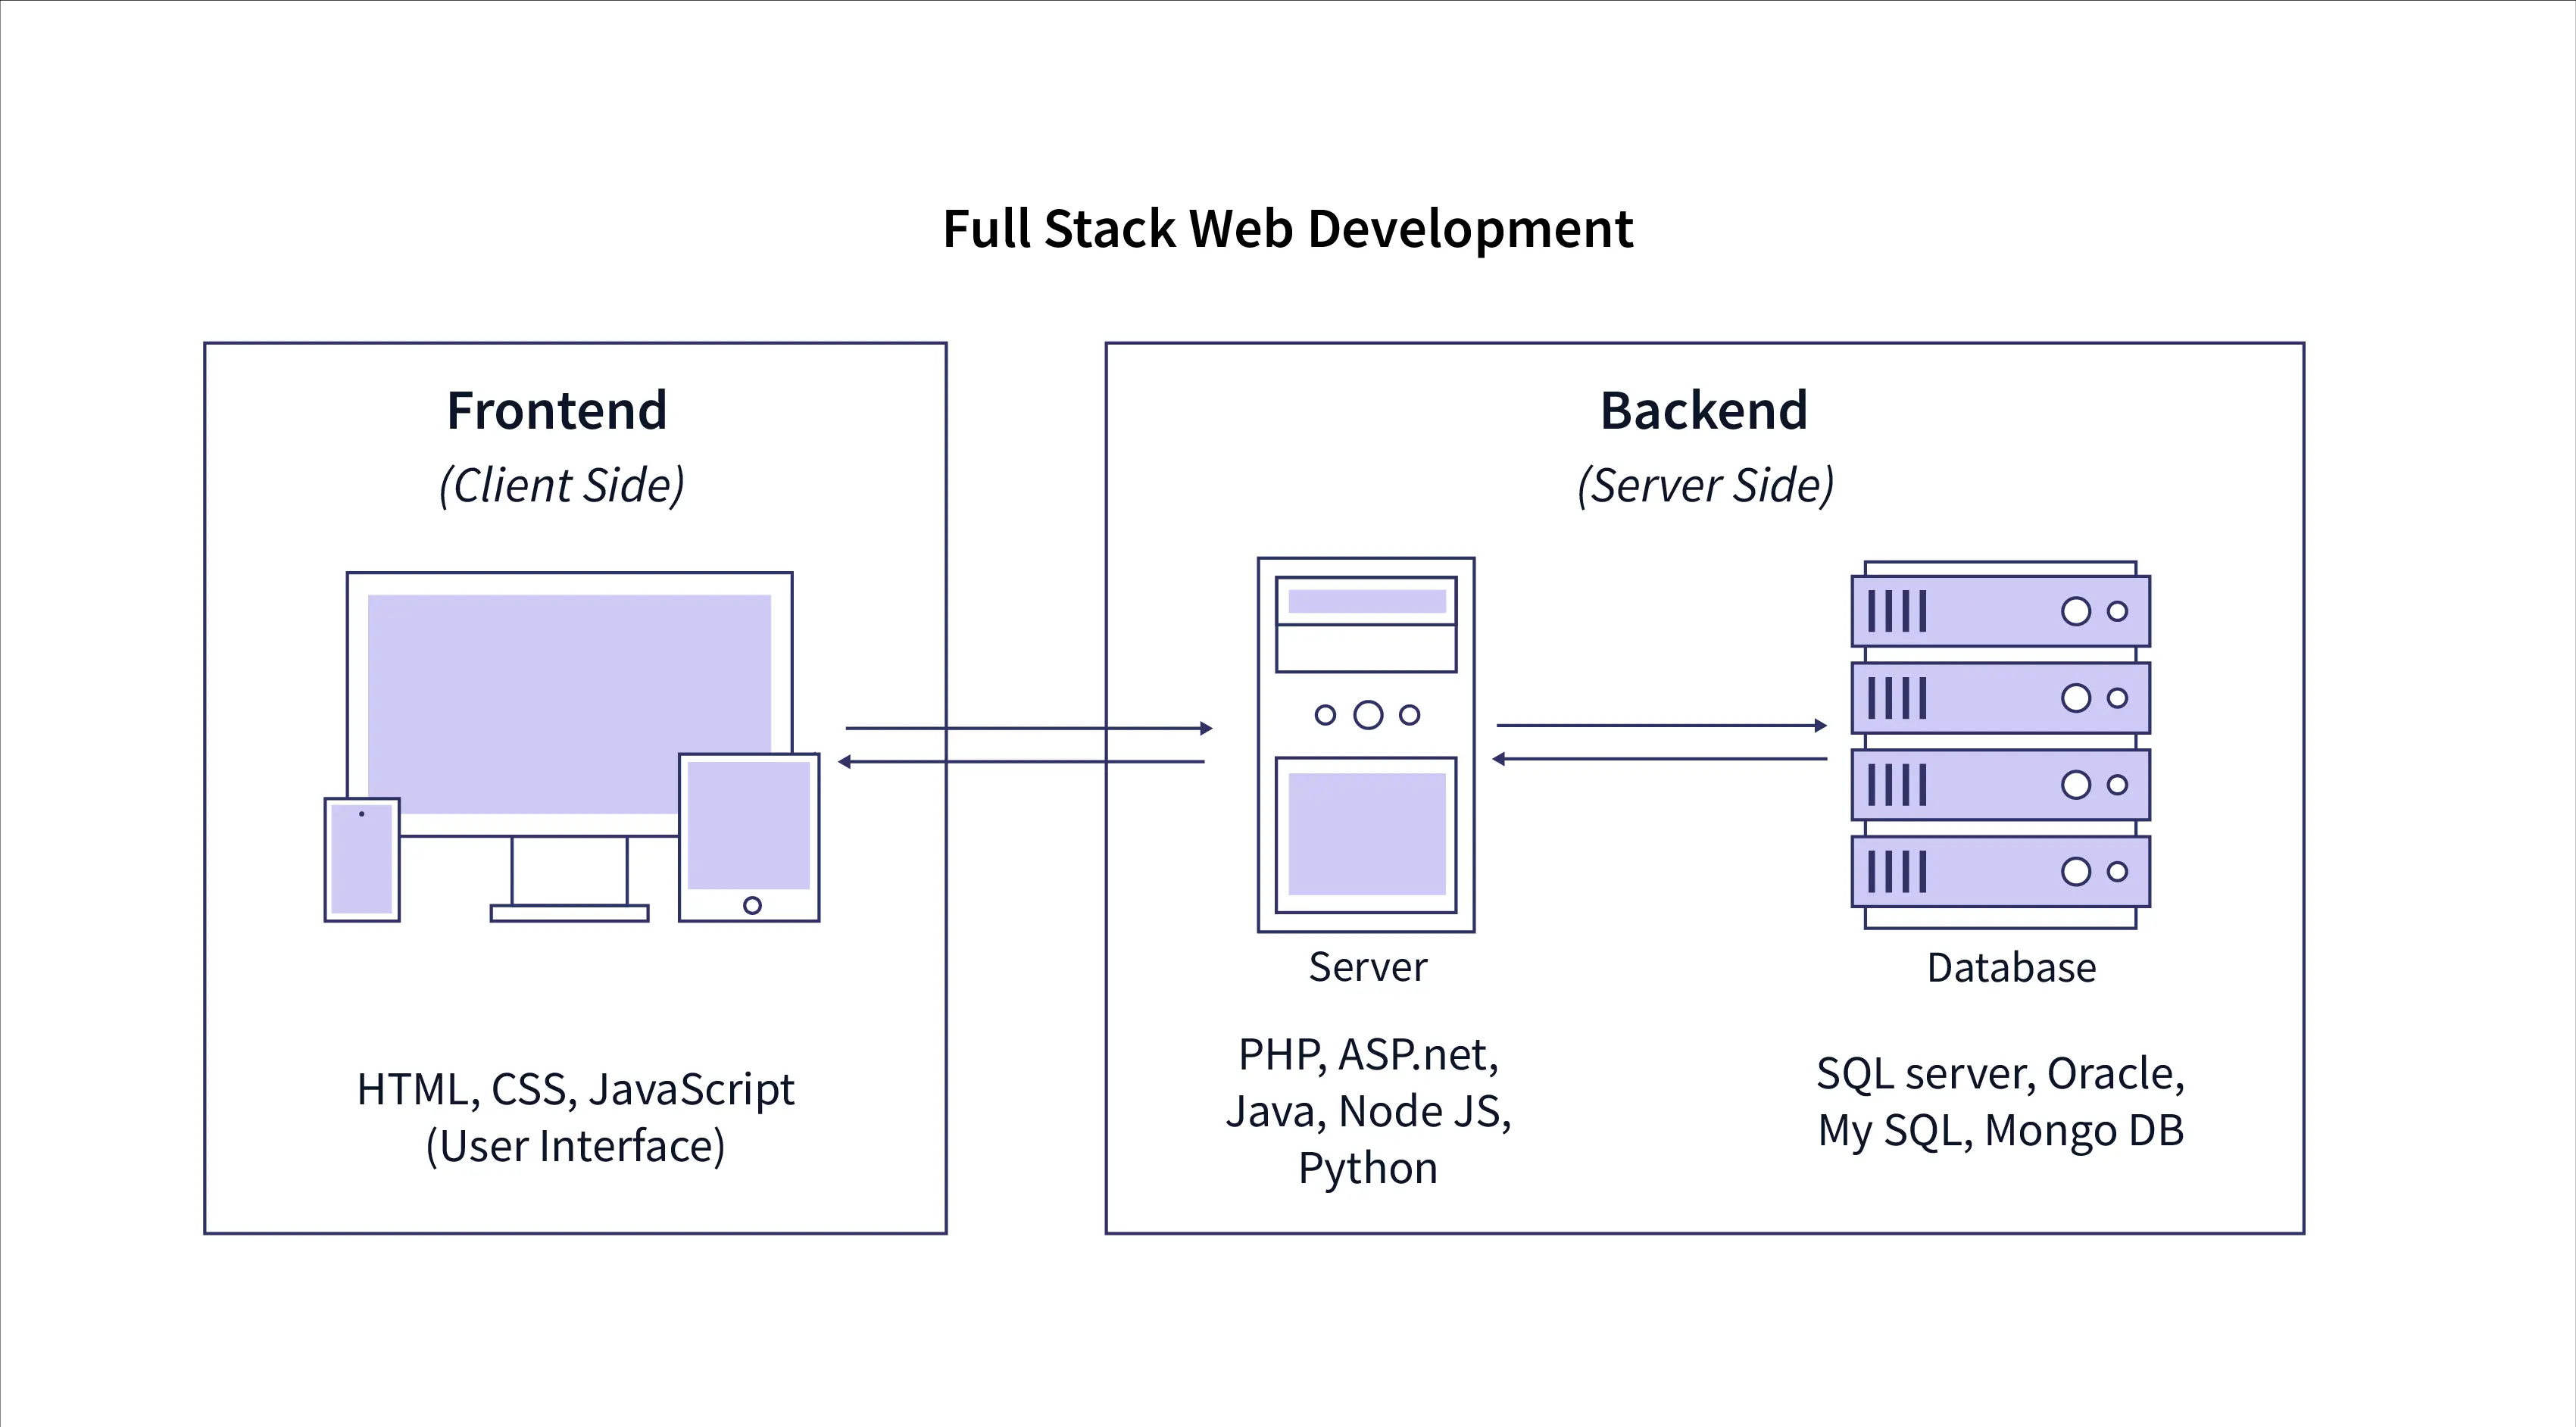 Full Stack Web Development
Frontend
(Client Side)
HTML, CSS, JavaScript
(User Interface)
Backend
(Server Side)
Server
PHP, ASP.net,
Java, Node JS,
Python
Database
SQL server, Oracle,
My SQL, Mongo DB